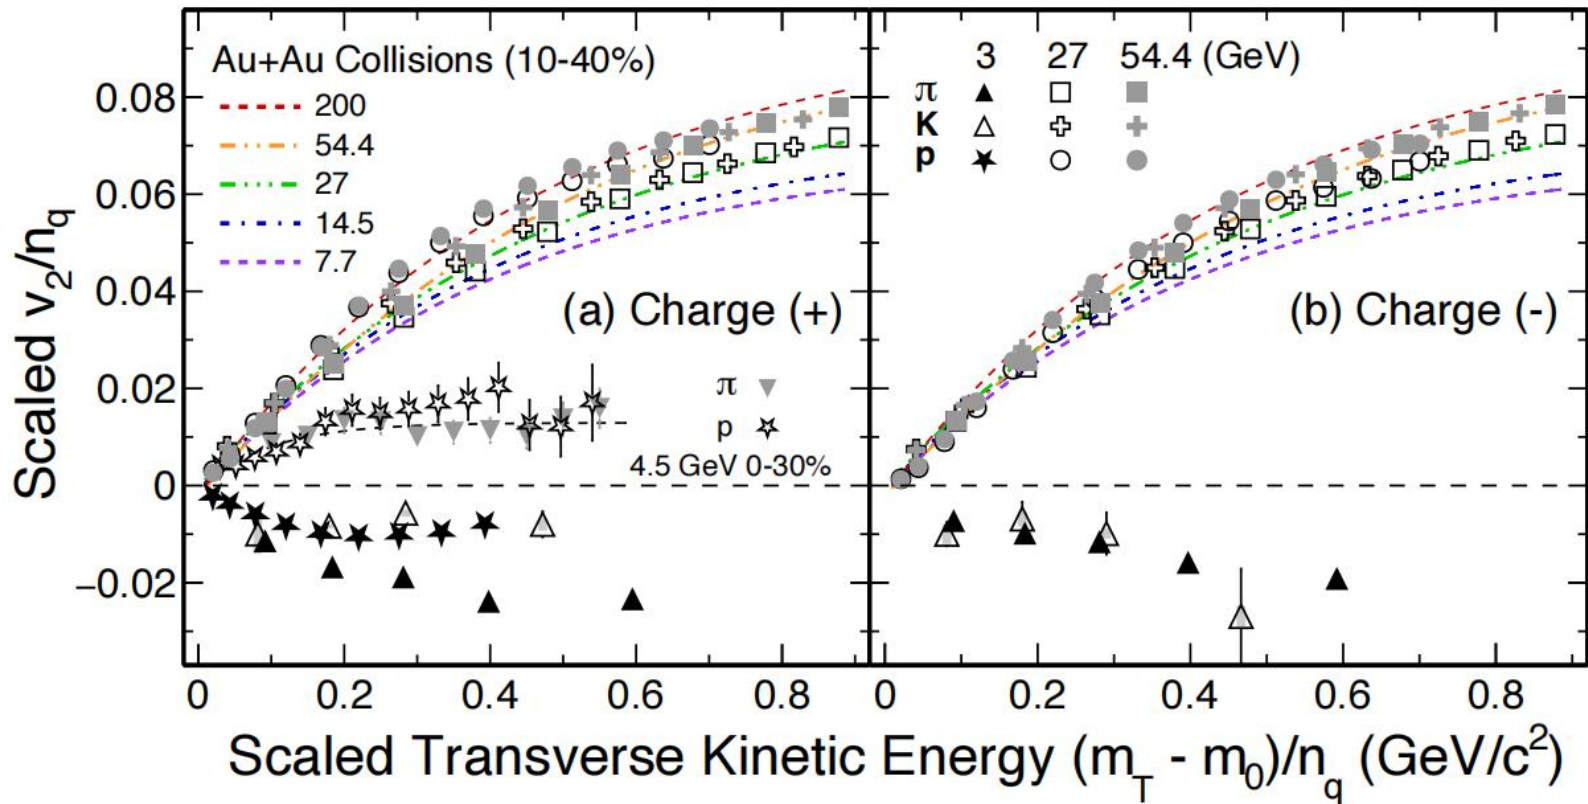 Au+Au Collisions (10-40%)
200
54.4
27
14.5
7.7
0.08
0.06
0.04
0.02
0
−0.02
Scaled v₂/n_q
(a) Charge (+)
π
p
4.5 GeV 0-30%
3 27 54.4 (GeV)
π
K
p
(b) Charge (-)
0 0.2 0.4 0.6 0.8 0 0.2 0.4 0.6 0.8
Scaled Transverse Kinetic Energy (m_T - m₀)/n_q (GeV/c²)